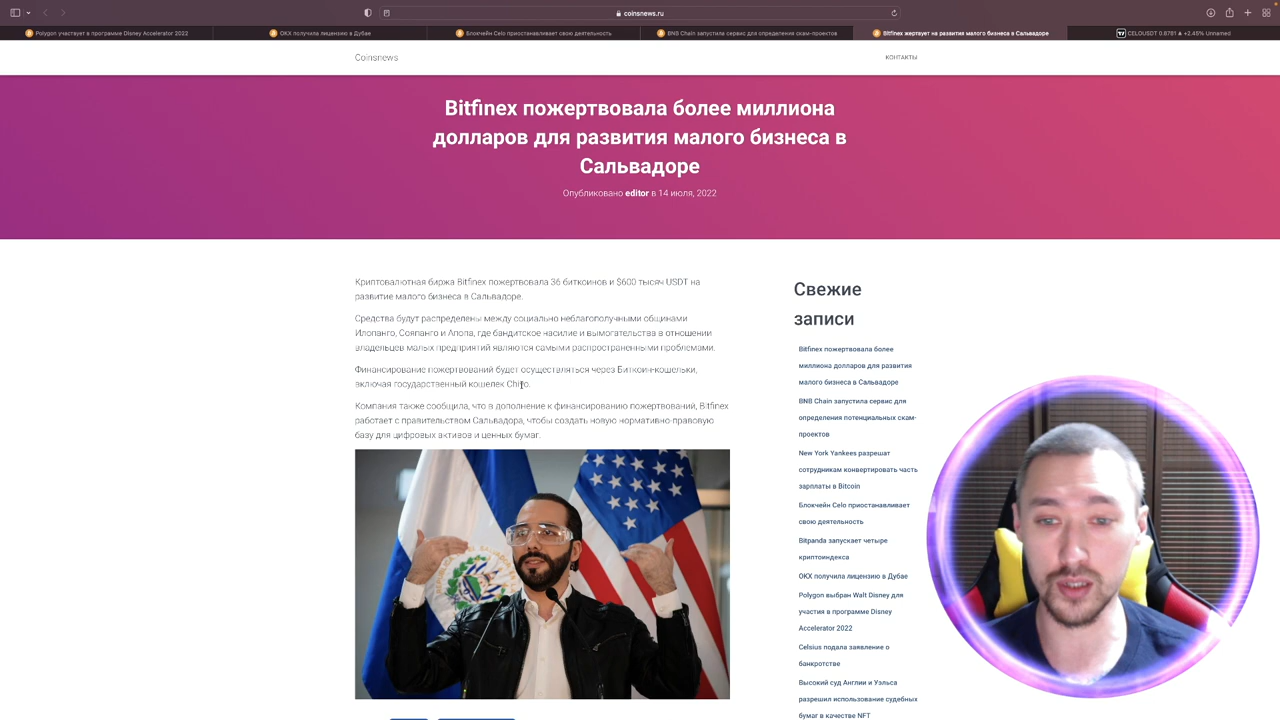 coinsnews.ru
Polygon участвует в программе Disney Accelerator 2022
OKX получила лицензию в Дубае
Блокчейн Celo приостанавливает свою деятельность
BNB Chain запустила сервис для определения скам-проектов
Bitfinex жертвует на развития малого бизнеса в Сальвадоре
CELOUSDT 0.8781 ▲ +2.45% Unnamed
Coinsnews
КОНТАКТЫ
Bitfinex пожертвовала более миллиона
долларов для развития малого бизнеса в
Сальвадоре
Опубликовано editor в 14 июля, 2022
Криптовалютная биржа Bitfinex пожертвовала 36 биткоинов и $600 тысяч USDT на
развитие малого бизнеса в Сальвадоре.
Средства будут распределены между социально неблагополучными общинами
Илопанго, Сояпанго и Апопа, где бандитское насилие и вымогательства в отношении
владельцев малых предприятий являются самыми распространенными проблемами.
Финансирование пожертвований будет осуществляться через Биткоин-кошельки,
включая государственный кошелек Chivo.
Компания также сообщила, что в дополнение к финансированию пожертвований, Bitfinex
работает с правительством Сальвадора, чтобы создать новую нормативно-правовую
базу для цифровых активов и ценных бумаг.
Свежие
записи
Bitfinex пожертвовала более
миллиона долларов для развития
малого бизнеса в Сальвадоре
BNB Chain запустила сервис для
определения потенциальных скам-
проектов
New York Yankees разрешат
сотрудникам конвертировать часть
зарплаты в Bitcoin
Блокчейн Celo приостанавливает
свою деятельность
Bitpanda запускает четыре
криптоиндекса
OKX получила лицензию в Дубае
Polygon выбран Walt Disney для
участия в программе Disney
Accelerator 2022
Celsius подала заявление о
банкротстве
Высокий суд Англии и Уэльса
разрешил использование судебных
бумаг в качестве NFT